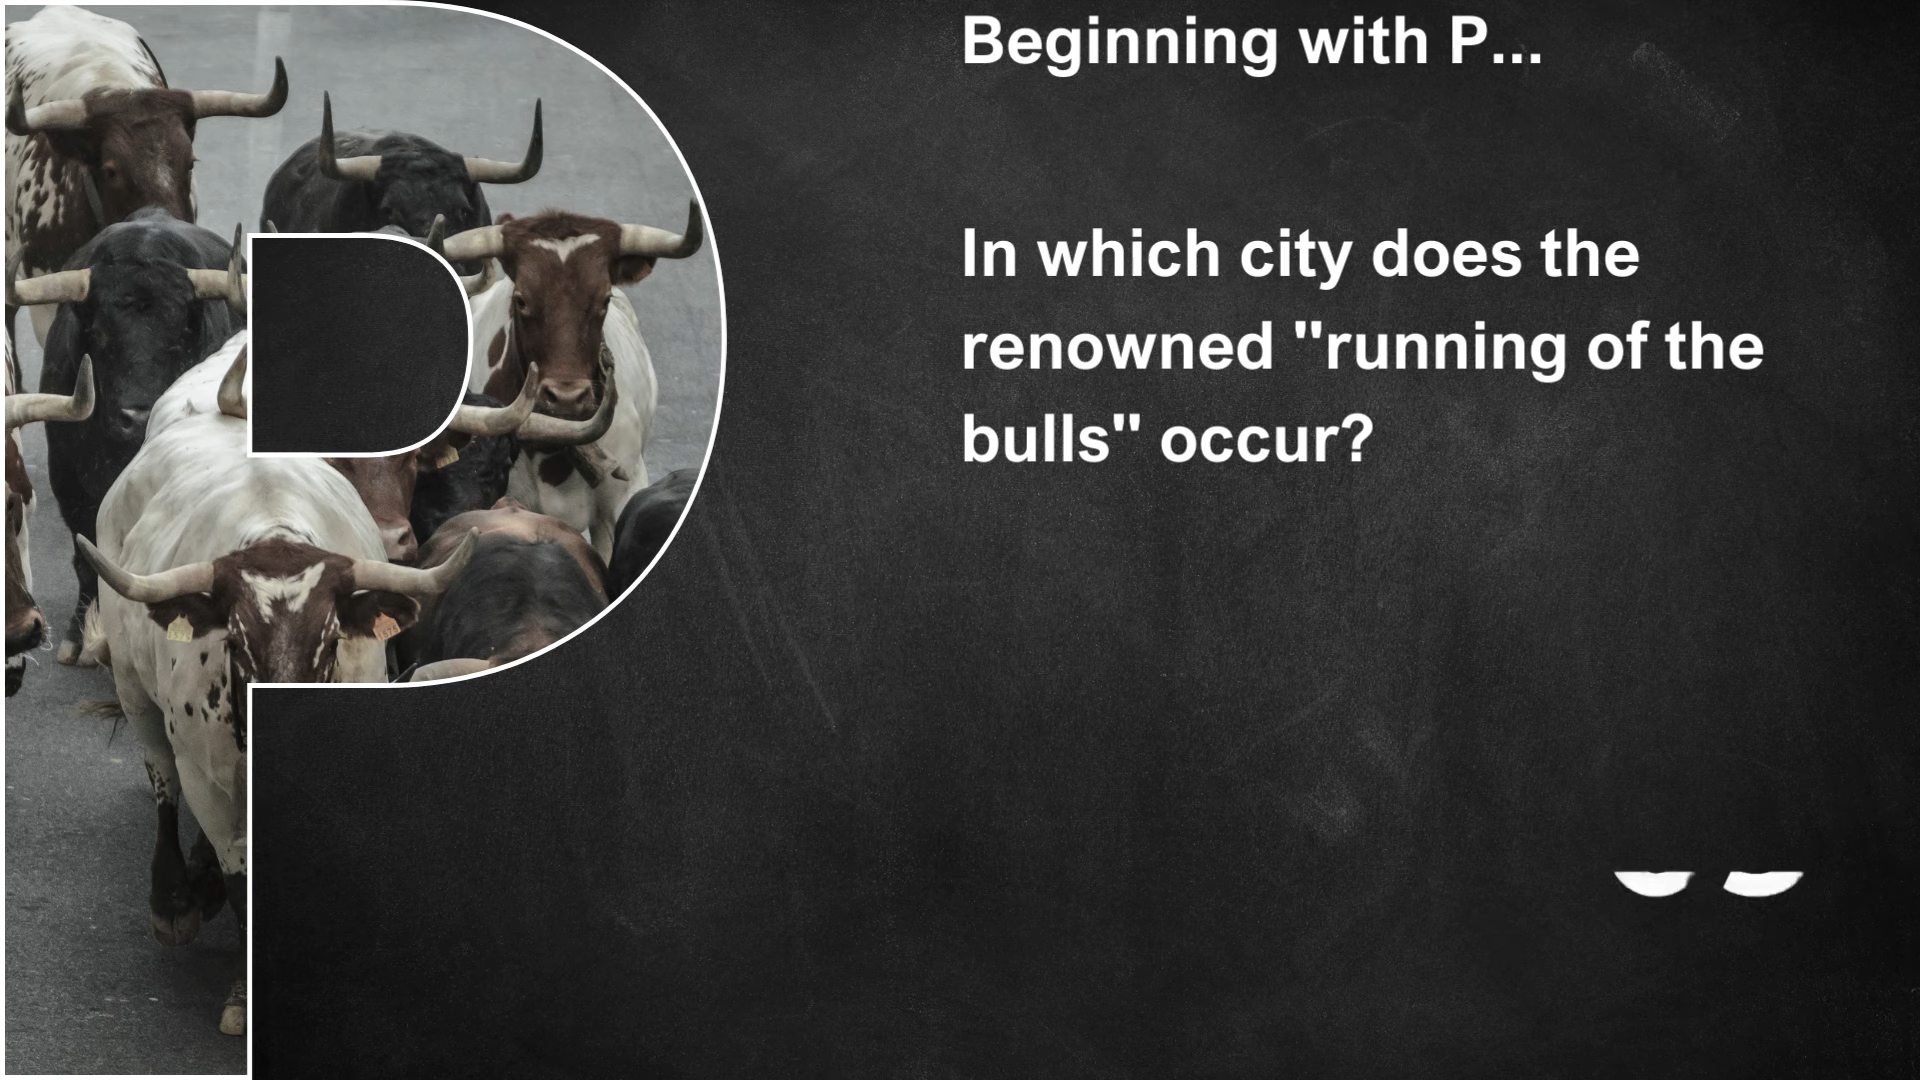 Beginning with P...
In which city does the
renowned "running of the
bulls" occur?